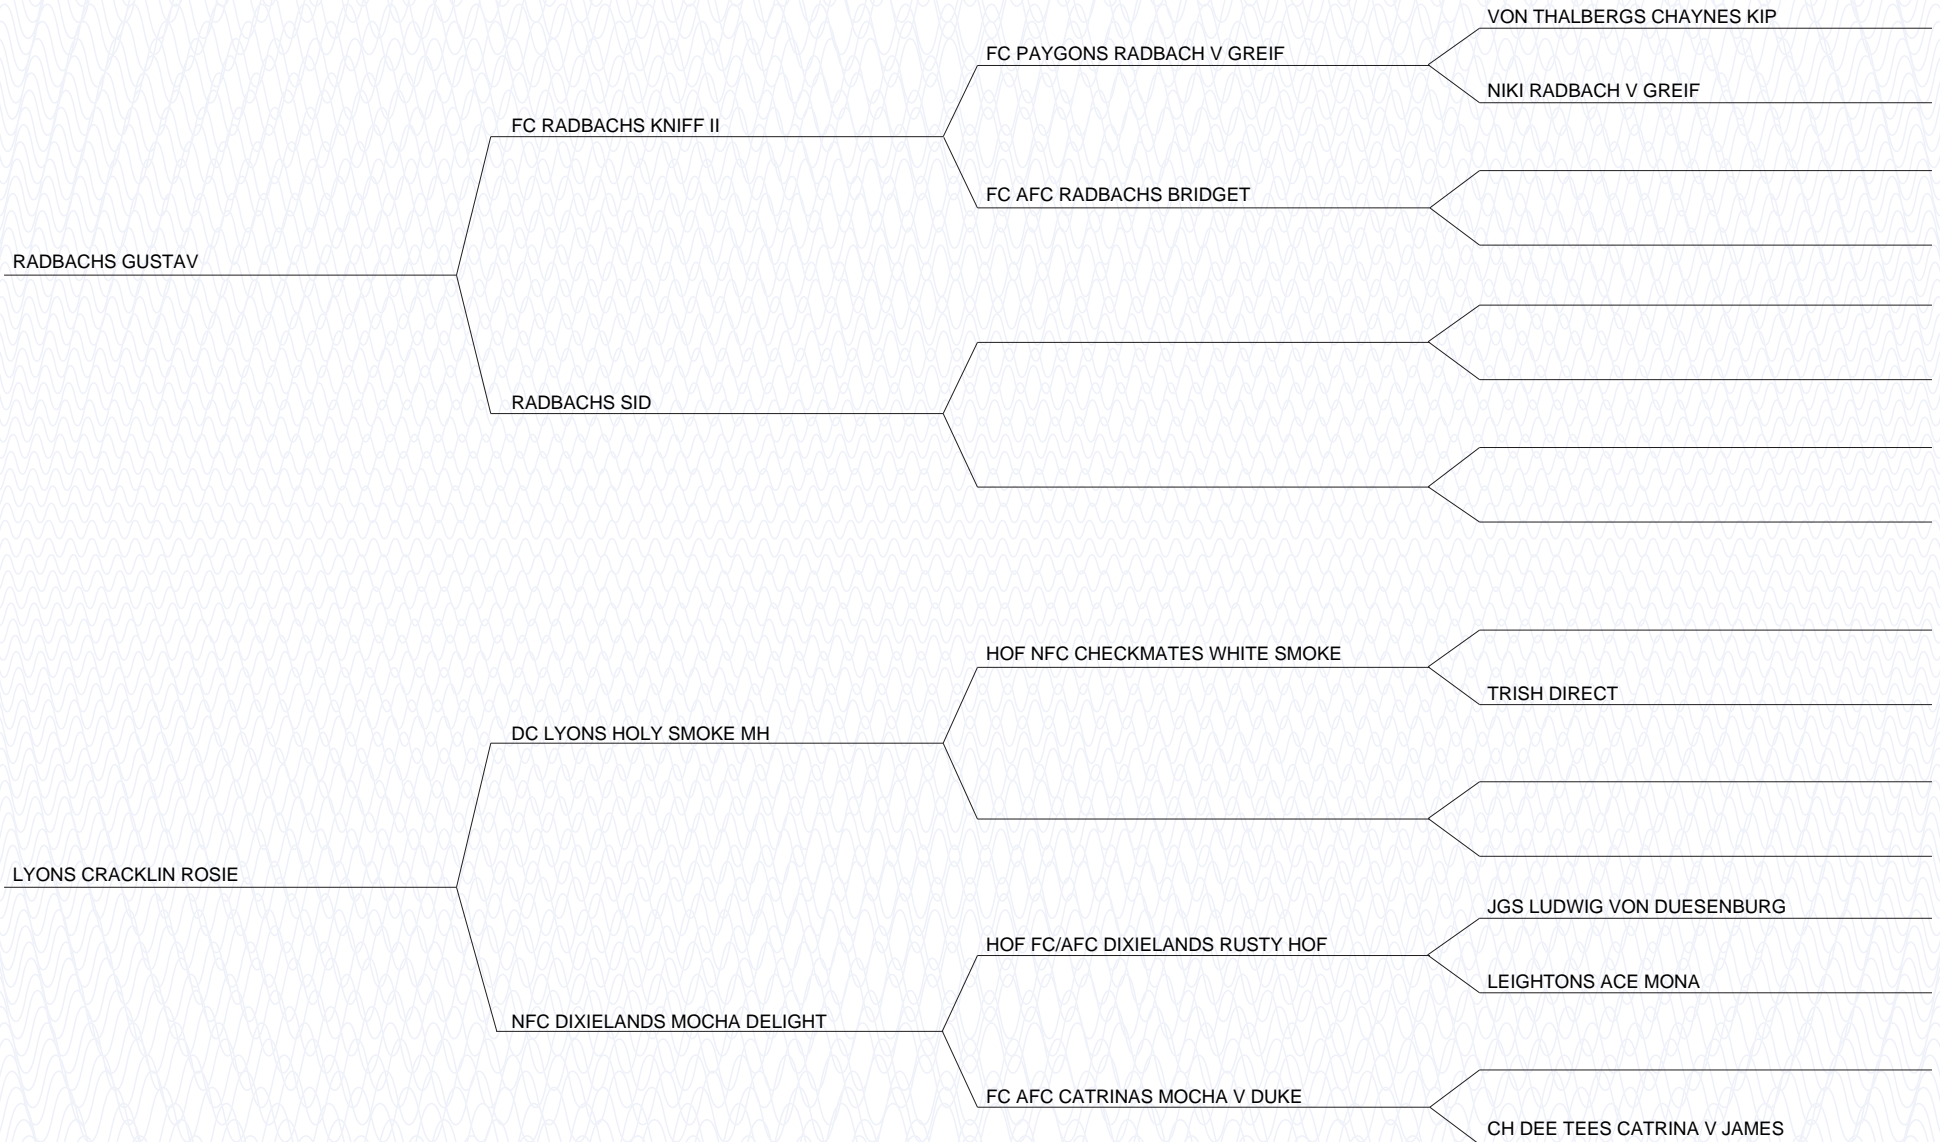 VON THALBERGS CHAYNES KIP
FC PAYGONS RADBACH V GREIF
NIKI RADBACH V GREIF
FC RADBACHS KNIFF II
FC AFC RADBACHS BRIDGET
RADBACHS GUSTAV
RADBACHS SID
HOF NFC CHECKMATES WHITE SMOKE
TRISH DIRECT
DC LYONS HOLY SMOKE MH
LYONS CRACKLIN ROSIE
JGS LUDWIG VON DUESENBURG
HOF FC/AFC DIXIELANDS RUSTY HOF
LEIGHTONS ACE MONA
NFC DIXIELANDS MOCHA DELIGHT
FC AFC CATRINAS MOCHA V DUKE
CH DEE TEES CATRINA V JAMES